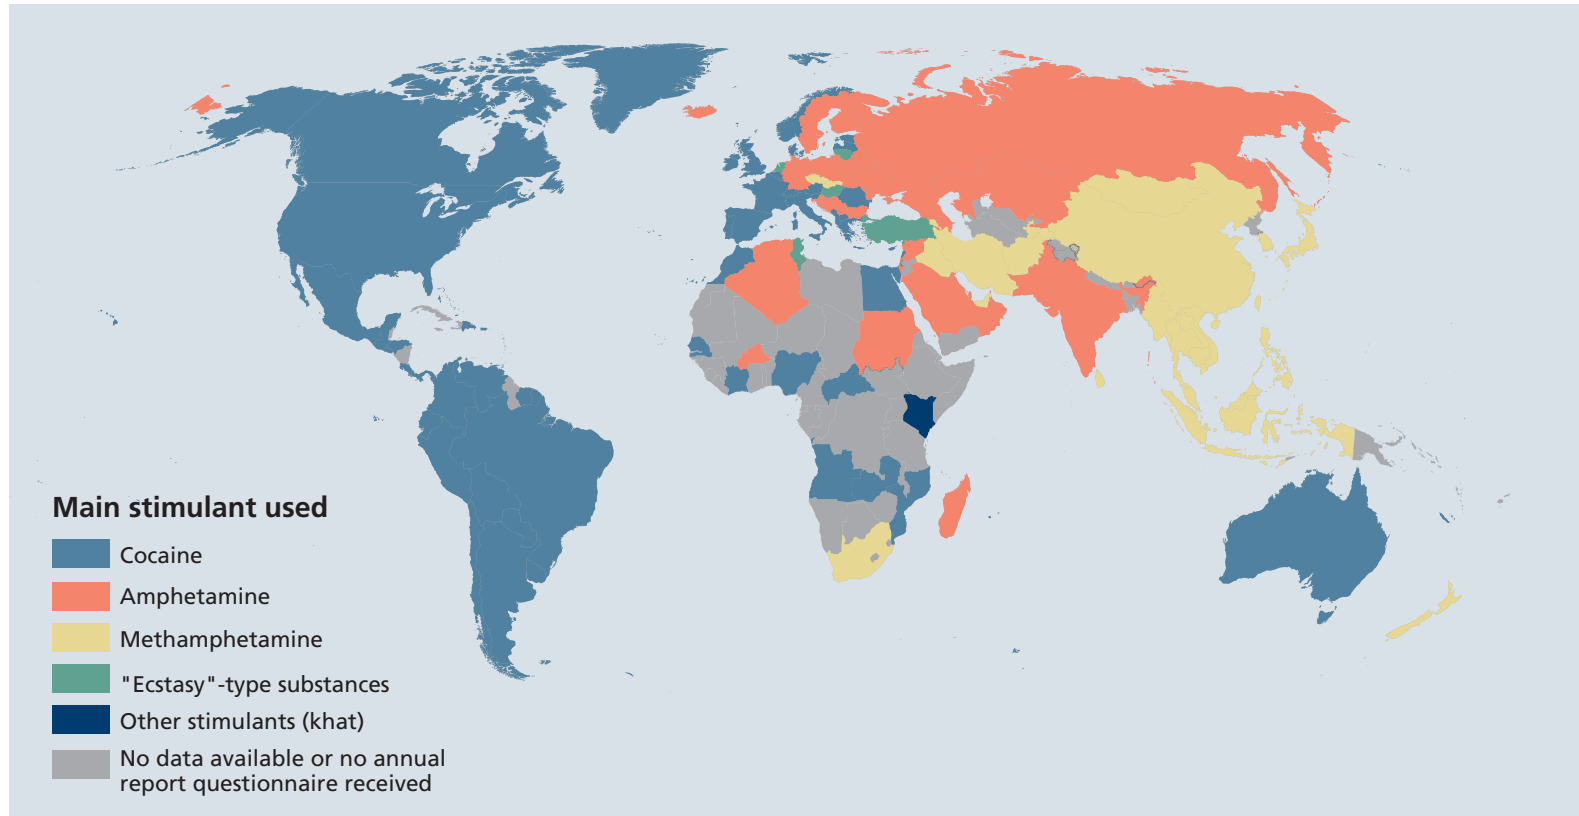 Main stimulant used
Cocaine
Amphetamine
Methamphetamine
"Ecstasy"-type substances
Other stimulants (khat)
No data available or no annual
report questionnaire received